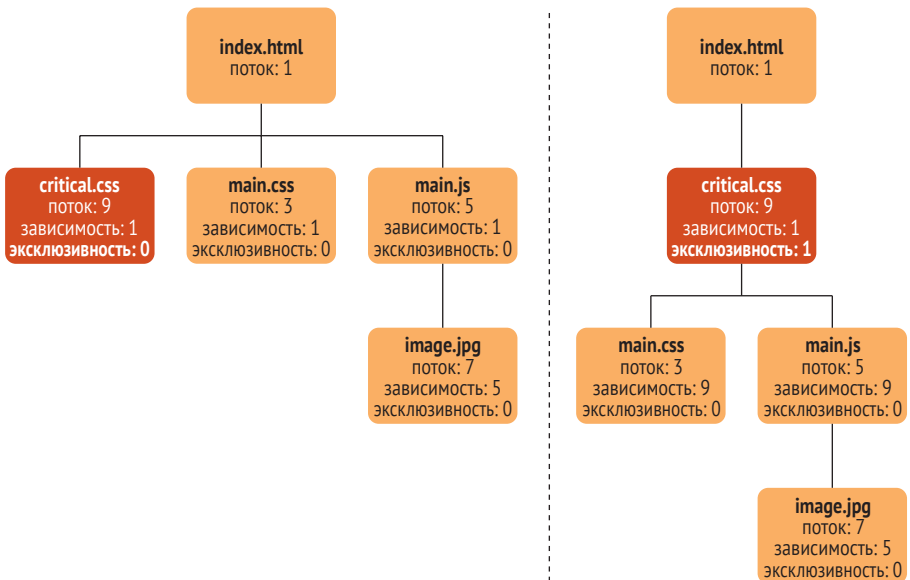 index.html
поток: 1
critical.css
поток: 9
зависимость: 1
эксклюзивность: 0
main.css
поток: 3
зависимость: 1
эксклюзивность: 0
main.js
поток: 5
зависимость: 1
эксклюзивность: 0
image.jpg
поток: 7
зависимость: 5
эксклюзивность: 0
index.html
поток: 1
critical.css
поток: 9
зависимость: 1
эксклюзивность: 1
main.css
поток: 3
зависимость: 9
эксклюзивность: 0
main.js
поток: 5
зависимость: 9
эксклюзивность: 0
image.jpg
поток: 7
зависимость: 5
эксклюзивность: 0